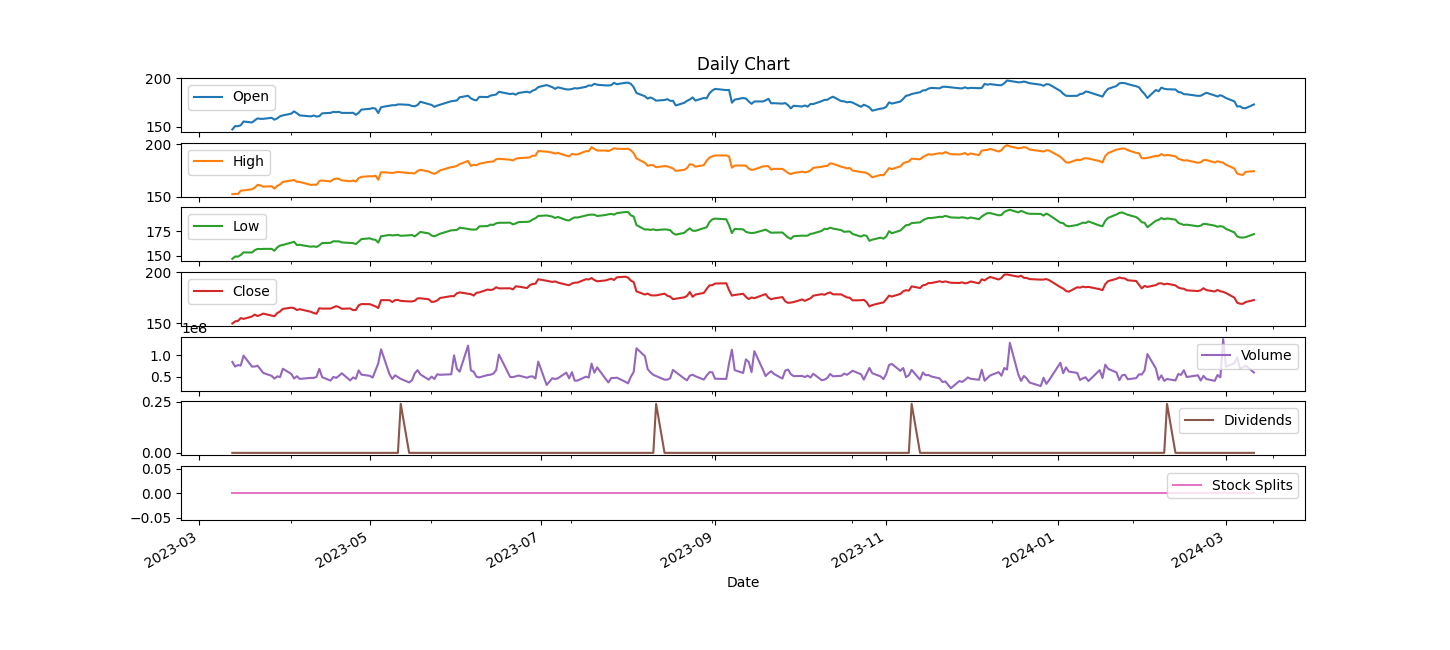 Daily Chart
200
150
Open
200
150
High
175
150
Low
200
150
Close
1e8
1.0
0.5
Volume
0.25
0.00
Dividends
0.05
0.00
−0.05
Stock Splits
2023-03
2023-05
2023-07
2023-09
2023-11
2024-01
2024-03
Date